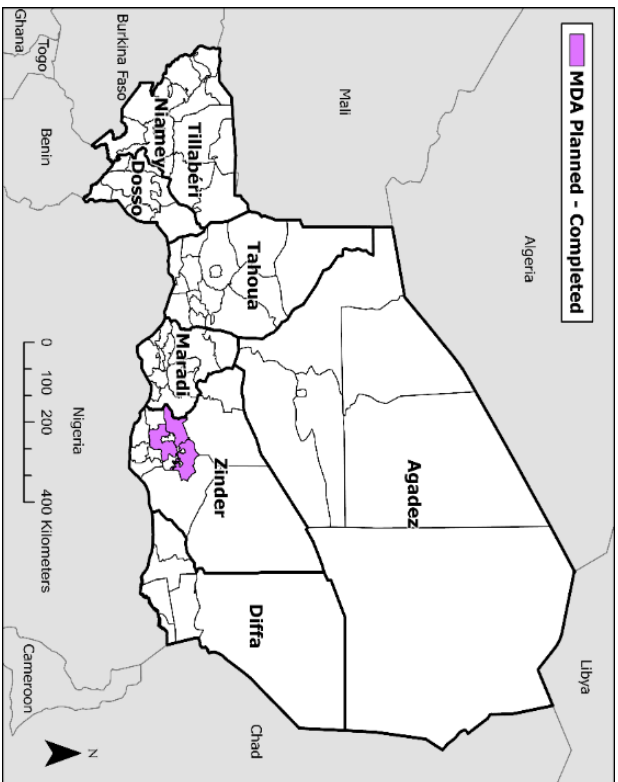 MDA Planned - Completed
Algeria
Libya
Mali
Agadez
Tahoua
Diffa
Chad
Tillabéri
Zinder
Niamey
Maradi
Dosso
Burkina Faso
Togo
Ghana
Benin
Nigeria
Cameroon
N
0 100 200 400 Kilometers